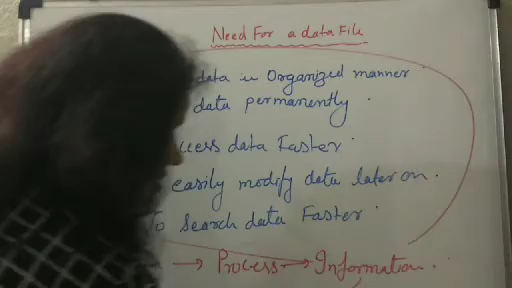 Need For a data File
data in Organized manner
data permanently.
cess data Faster.
easily modify data later on.
To Search data Faster.
→ Process → Information.